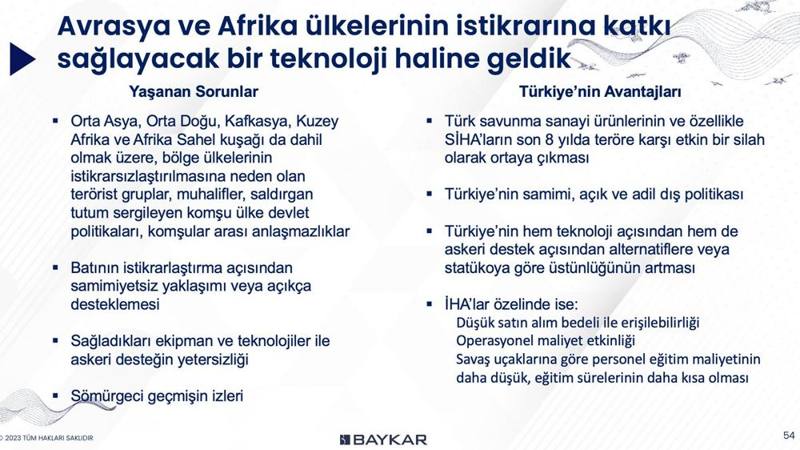 Avrasya ve Afrika ülkelerinin istikrarına katkı
sağlayacak bir teknoloji haline geldik
Yaşanan Sorunlar
▪ Orta Asya, Orta Doğu, Kafkasya, Kuzey
Afrika ve Afrika Sahel kuşağı da dahil
olmak üzere, bölge ülkelerinin
istikrarsızlaştırılmasına neden olan
terörist gruplar, muhalifler, saldırgan
tutum sergileyen komşu ülke devlet
politikaları, komşular arası anlaşmazlıklar
▪ Batının istikrarlaştırma açısından
samimiyetsiz yaklaşımı veya açıkça
desteklemesi
▪ Sağladıkları ekipman ve teknolojiler ile
askeri desteğin yetersizliği
▪ Sömürgeci geçmişin izleri
Türkiye’nin Avantajları
▪ Türk savunma sanayi ürünlerinin ve özellikle
SİHA’ların son 8 yılda teröre karşı etkin bir silah
olarak ortaya çıkması
▪ Türkiye’nin samimi, açık ve adil dış politikası
▪ Türkiye’nin hem teknoloji açısından hem de
askeri destek açısından alternatiflere veya
statükoya göre üstünlüğünün artması
▪ İHA’lar özelinde ise:
Düşük satın alım bedeli ile erişilebilirliği
Operasyonel maliyet etkinliği
Savaş uçaklarına göre personel eğitim maliyetinin
daha düşük, eğitim sürelerinin daha kısa olması
© 2023 TÜM HAKLARI SAKLIDIR
BAYKAR
54